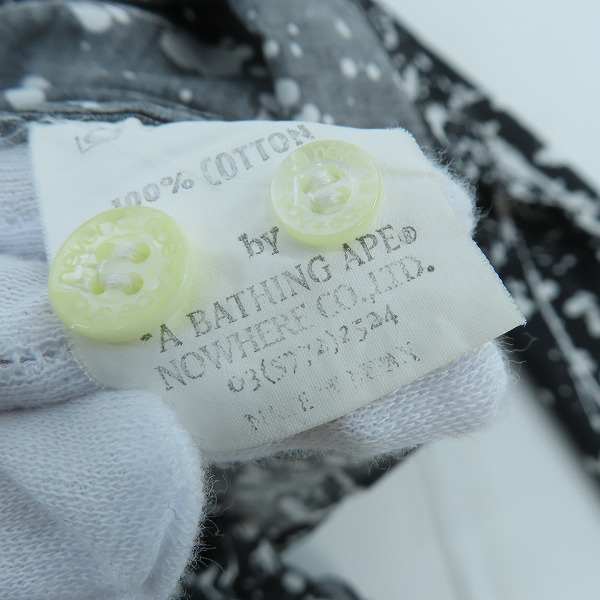 100% COTTON
by
A BATHING APE®
NOWHERE CO.,LTD.
03(5772)2524